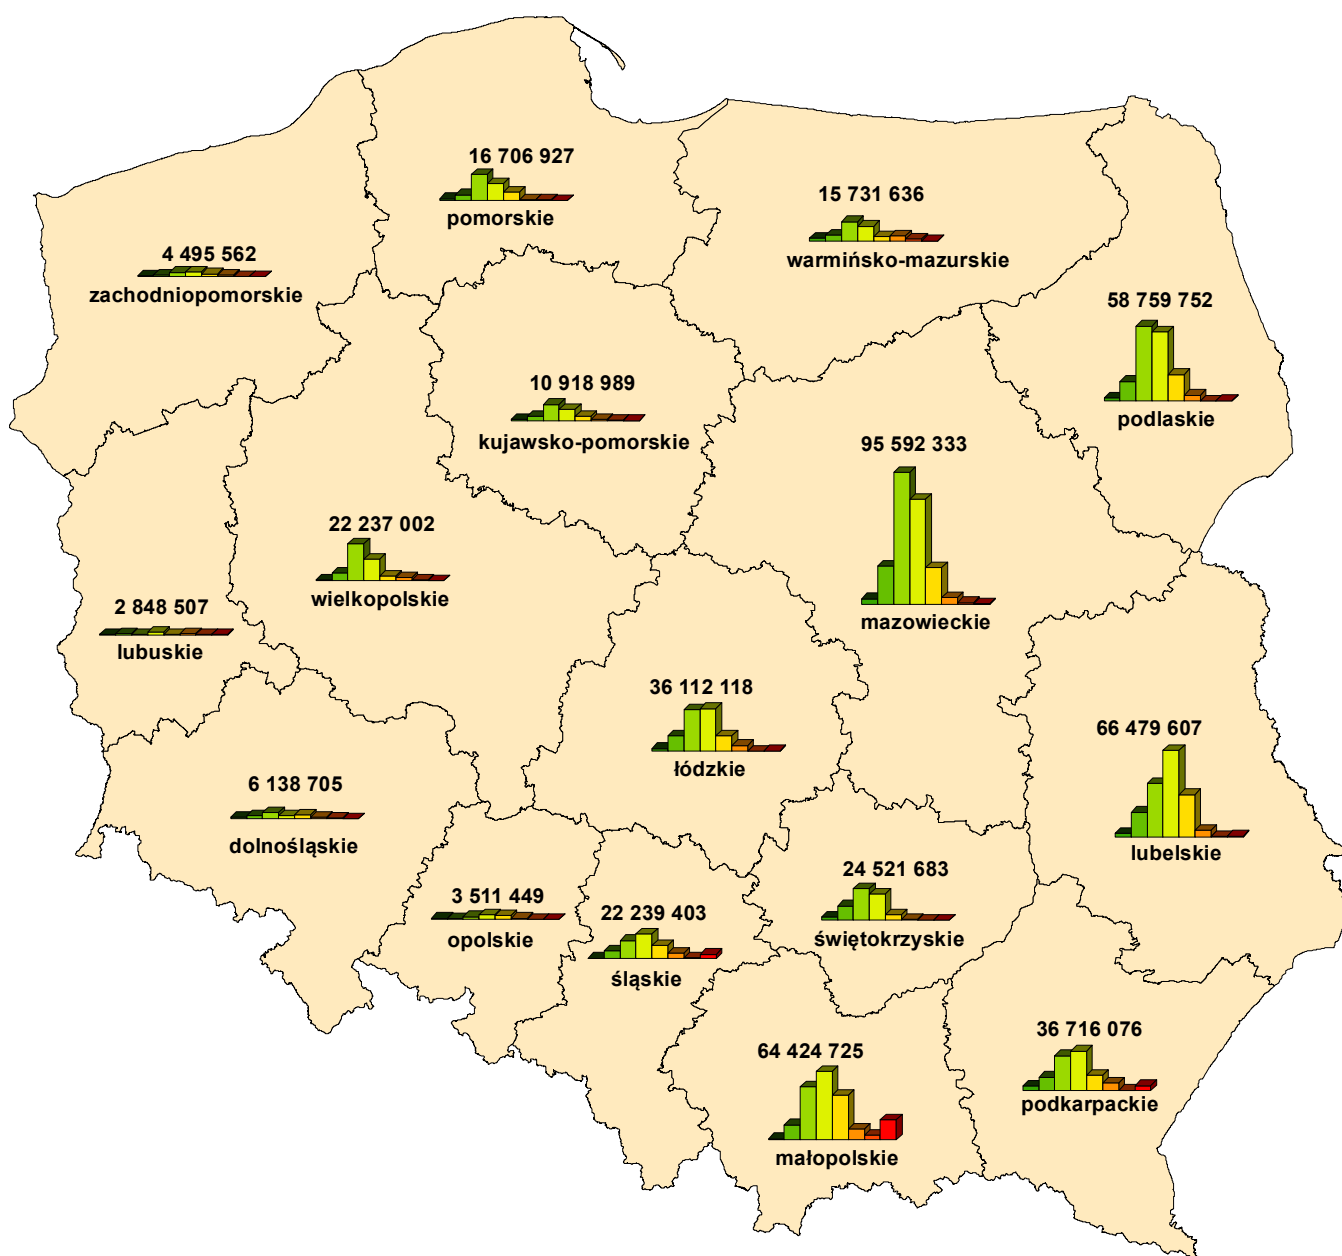 16 706 927
pomorskie
15 731 636
warmińsko-mazurskie
4 495 562
zachodniopomorskie
58 759 752
podlaskie
10 918 989
kujawsko-pomorskie
95 592 333
mazowieckie
22 237 002
wielkopolskie
2 848 507
lubuskie
36 112 118
łódzkie
66 479 607
lubelskie
6 138 705
dolnośląskie
24 521 683
świętokrzyskie
3 511 449
opolskie
22 239 403
śląskie
36 716 076
podkarpackie
64 424 725
małopolskie